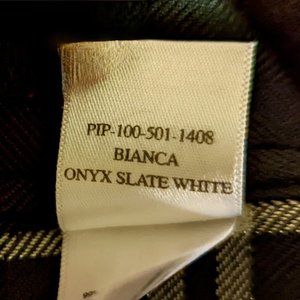 PIP-100-501-1408
BIANCA
ONYX SLATE WHITE